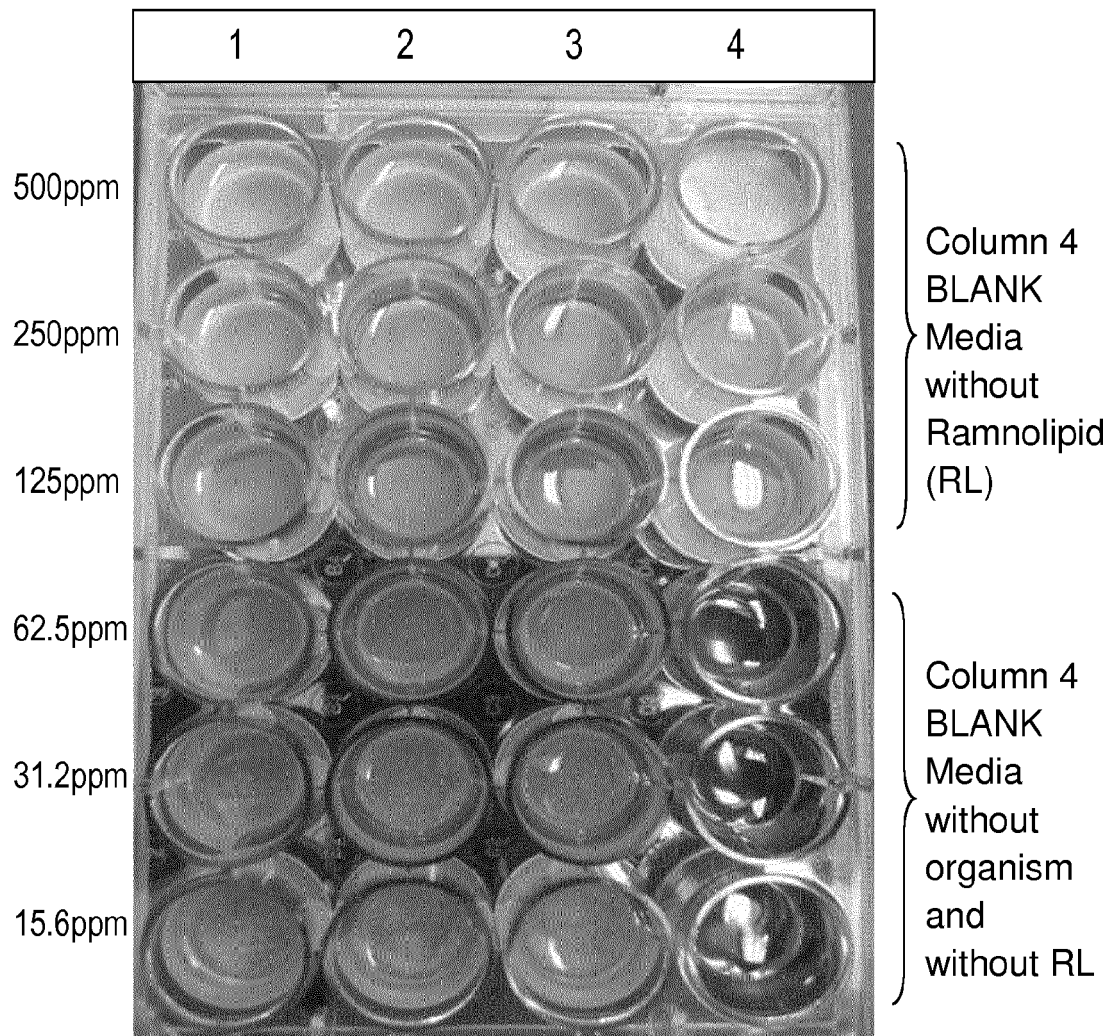 1 2 3 4
500ppm
250ppm
125ppm
62.5ppm
31.2ppm
15.6ppm
Column 4
BLANK
Media
without
Ramnolipid
(RL)
Column 4
BLANK
Media
without
organism
and
without RL